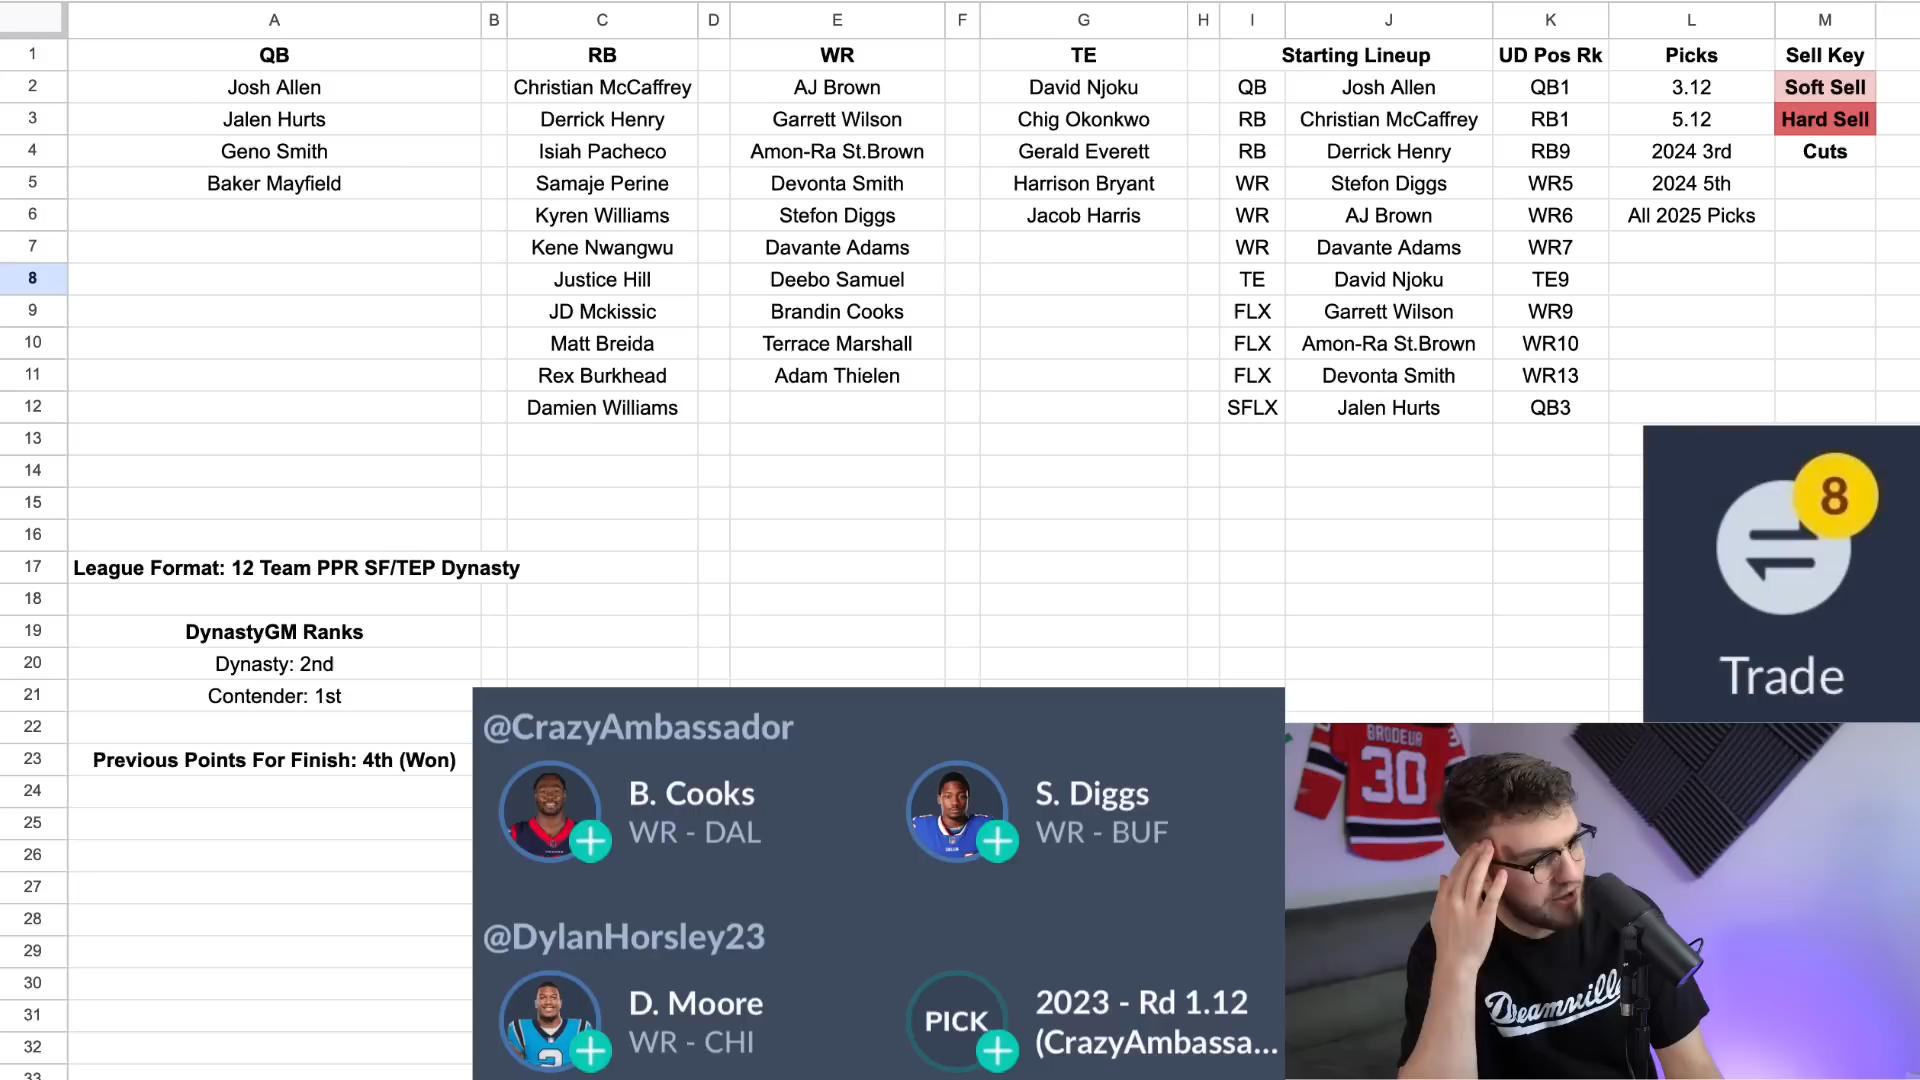 A B C D E F G H I J K L M
1 QB RB WR TE Starting Lineup UD Pos Rk Picks Sell Key
2 Josh Allen Christian McCaffrey AJ Brown David Njoku QB Josh Allen QB1 3.12 Soft Sell
3 Jalen Hurts Derrick Henry Garrett Wilson Chig Okonkwo RB Christian McCaffrey RB1 5.12 Hard Sell
4 Geno Smith Isiah Pacheco Amon-Ra St.Brown Gerald Everett RB Derrick Henry RB9 2024 3rd Cuts
5 Baker Mayfield Samaje Perine Devonta Smith Harrison Bryant WR Stefon Diggs WR5 2024 5th
6 Kyren Williams Stefon Diggs Jacob Harris WR AJ Brown WR6 All 2025 Picks
7 Kene Nwangwu Davante Adams WR Davante Adams WR7
8 Justice Hill Deebo Samuel TE David Njoku TE9
9 JD Mckissic Brandin Cooks FLX Garrett Wilson WR9
10 Matt Breida Terrace Marshall FLX Amon-Ra St.Brown WR10
11 Rex Burkhead Adam Thielen FLX Devonta Smith WR13
12 Damien Williams SFLX Jalen Hurts QB3
13
14
15
16
17 League Format: 12 Team PPR SF/TEP Dynasty
18
19 DynastyGM Ranks
20 Dynasty: 2nd
21 Contender: 1st
22
23 Previous Points For Finish: 4th (Won)
24
25
26
27
28
29
30
31
32
33
8
Trade
@CrazyAmbassador
B. Cooks
WR - DAL
S. Diggs
WR - BUF
@DylanHorsley23
D. Moore
WR - CHI
PICK
2023 - Rd 1.12
(CrazyAmbassa...
BRODEUR
30
Dreamville